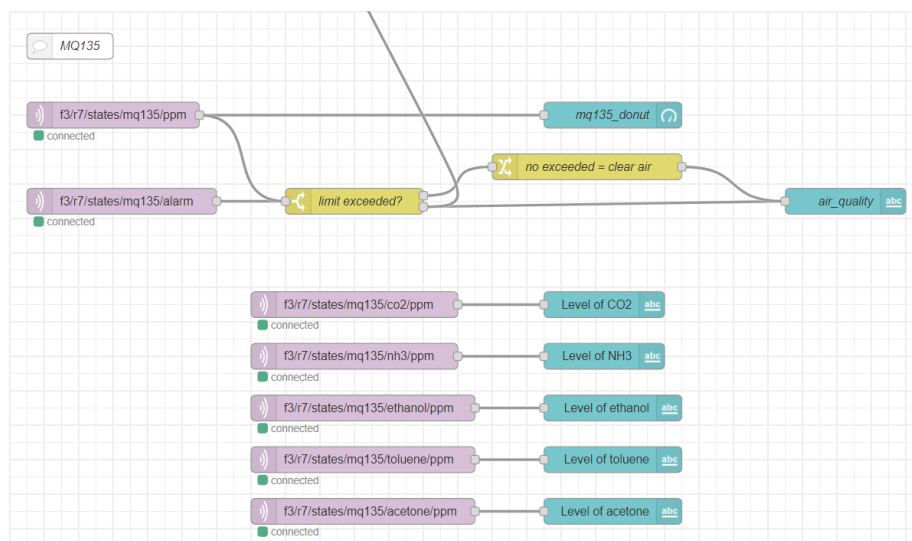 MQ135
f3/r7/states/mq135/ppm
mq135_donut
connected
no exceeded = clear air
f3/r7/states/mq135/alarm
limit exceeded?
air_quality
abc
connected
f3/r7/states/mq135/co2/ppm
Level of CO2
abc
connected
f3/r7/states/mq135/nh3/ppm
Level of NH3
abc
connected
f3/r7/states/mq135/ethanol/ppm
Level of ethanol
abc
connected
f3/r7/states/mq135/toluene/ppm
Level of toluene
abc
connected
f3/r7/states/mq135/acetone/ppm
Level of acetone
abc
connected